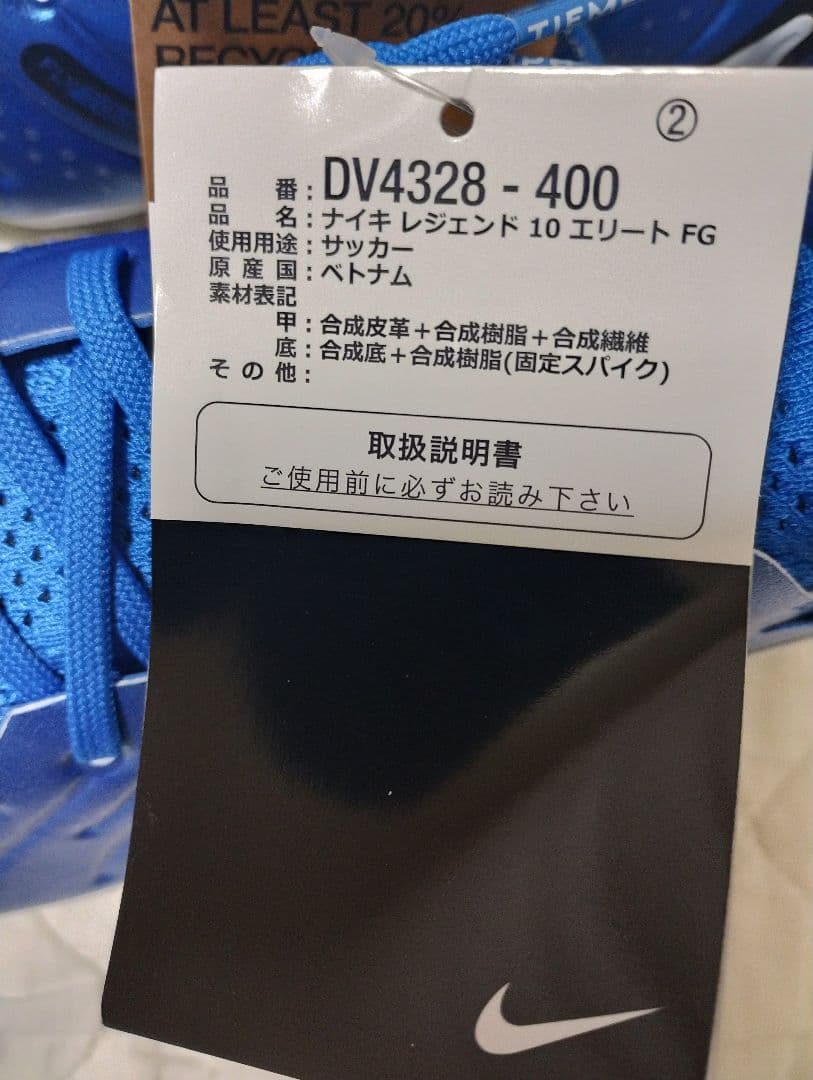 AT LEAST 20%
TIEMP
②
品番:DV4328-400
品名:ナイキ レジェンド 10 エリート FG
使用用途:サッカー
原産国:ベトナム
素材表記
甲:合成皮革+合成樹脂+合成繊維
底:合成底+合成樹脂(固定スパイク)
その他:
取扱説明書
ご使用前に必ずお読み下さい